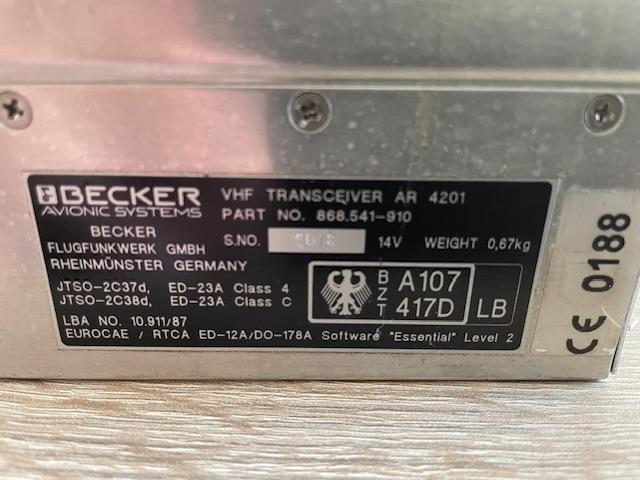 BECKER
AVIONIC SYSTEMS
VHF TRANSCEIVER AR 4201
PART NO. 868.541-910
BECKER
FLUGFUNKWERK GMBH
RHEINMÜNSTER GERMANY
S.NO. 14V WEIGHT 0,67kg
JTSO-2C37d, ED-23A Class 4
JTSO-2C38d, ED-23A Class C
BZT
A107
417D
LB
LBA NO. 10.911/87
EUROCAE / RTCA ED-12A/DO-178A Software "Essential" Level 2
CE 0188